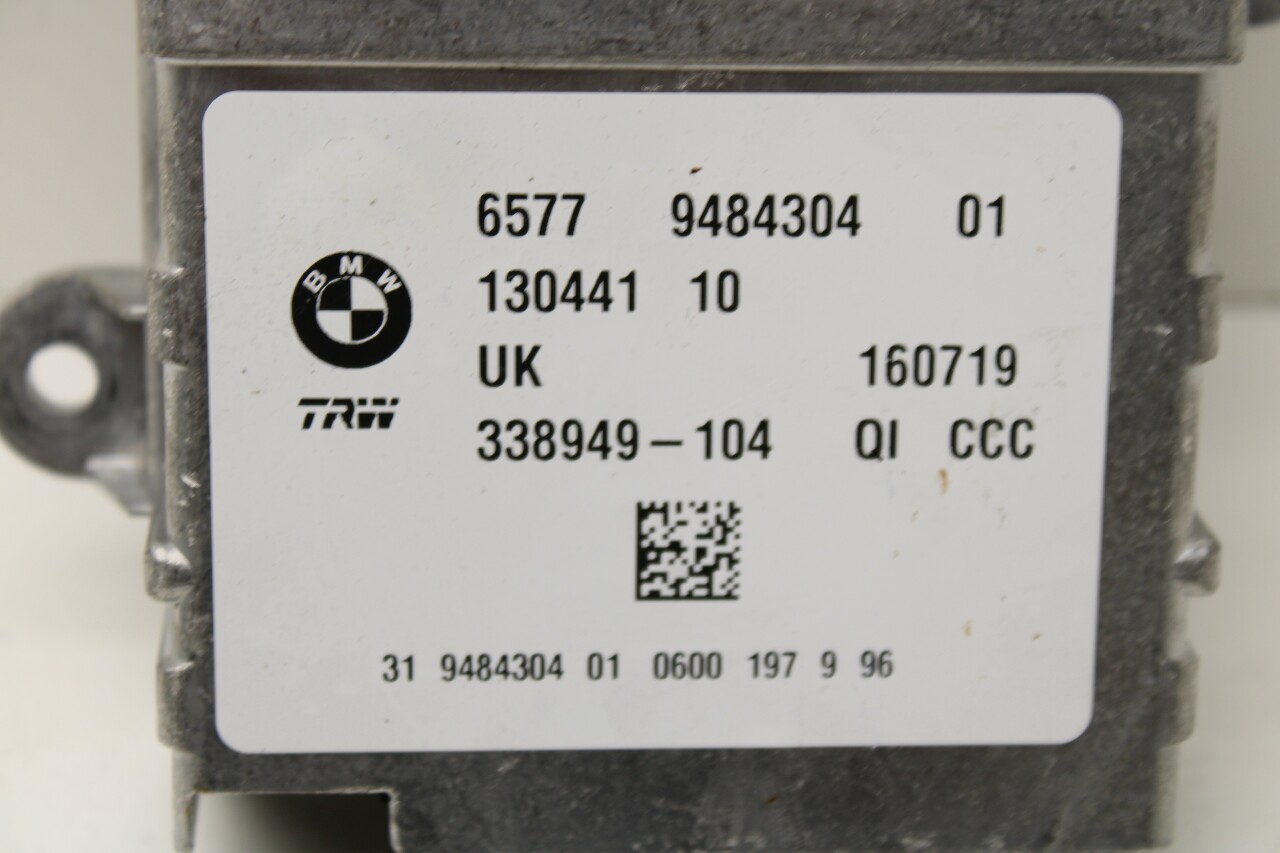 6577 9484304 01
130441 10
BMW
UK 160719
TRW
338949-104 QI CCC
31 9484304 01 0600 197 9 96